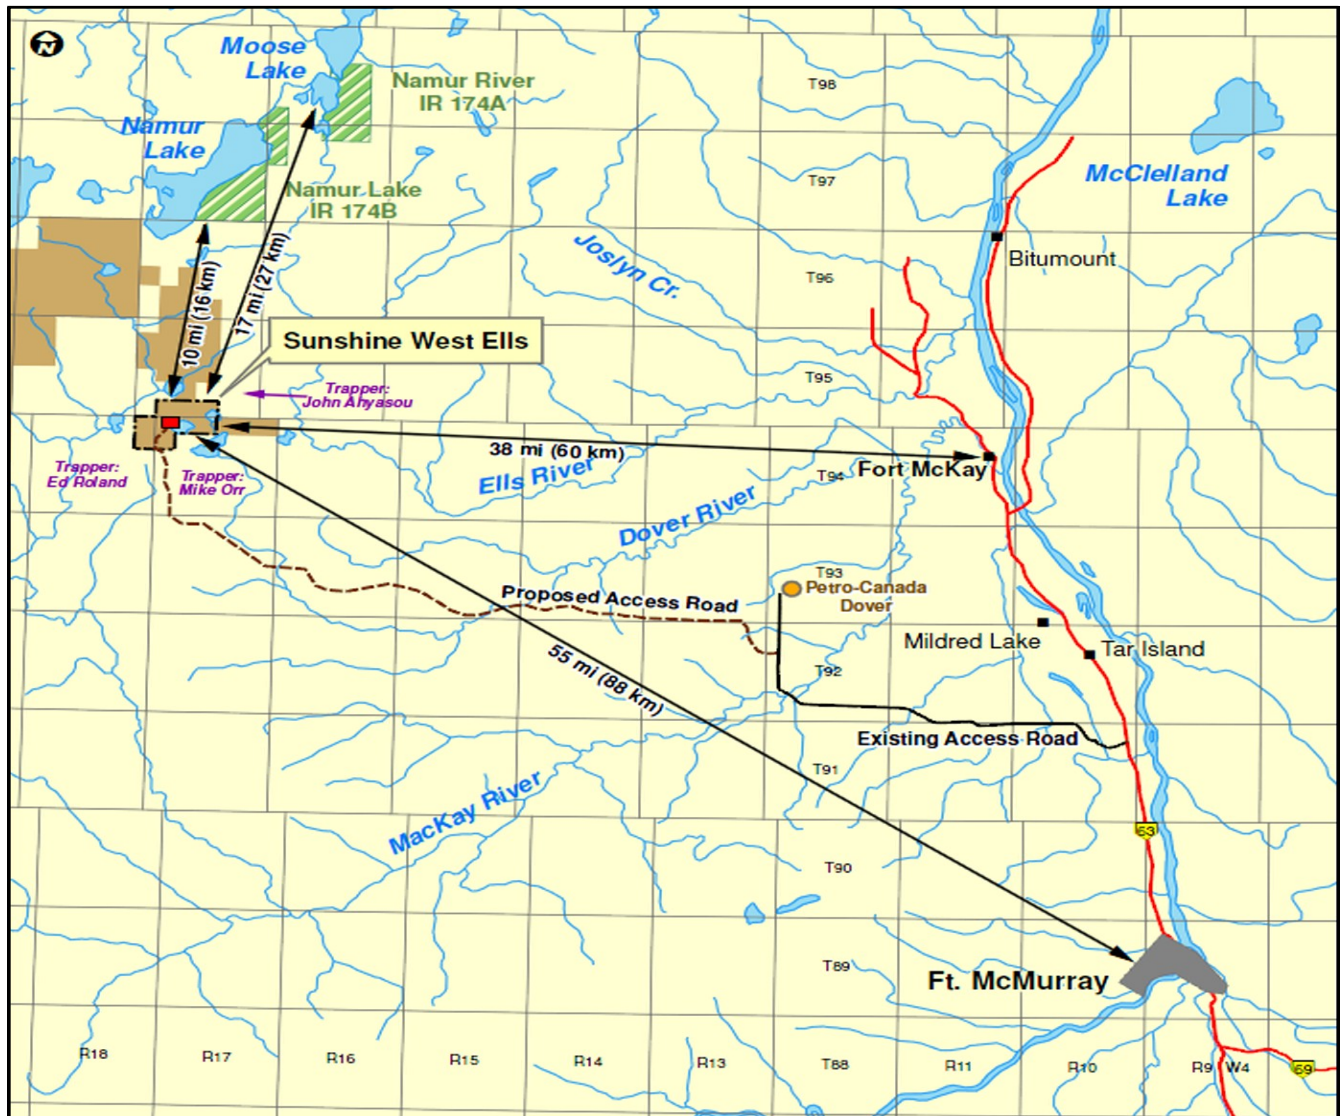 N
Moose
Lake
Namur River
IR 174A
T98
Namur
Lake
Namur Lake
IR 174B
T97
McClelland
Lake
Joslyn Cr.
Bitumount
T96
10 mi (16 km)
17 mi (27 km)
Sunshine West Ells
T95
Trapper:
John Ahyasou
38 mi (60 km)
Fort McKay
Trapper:
Ed Roland
Trapper:
Mike Orr
Ells River
T94
Dover River
T93
Petro-Canada
Dover
Proposed Access Road
Mildred Lake
Tar Island
55 mi (88 km)
T92
Existing Access Road
T91
MacKay River
63
T90
T89
Ft. McMurray
R18
R17
R16
R15
R14
R13
T88
R11
R10
R9
W4
69